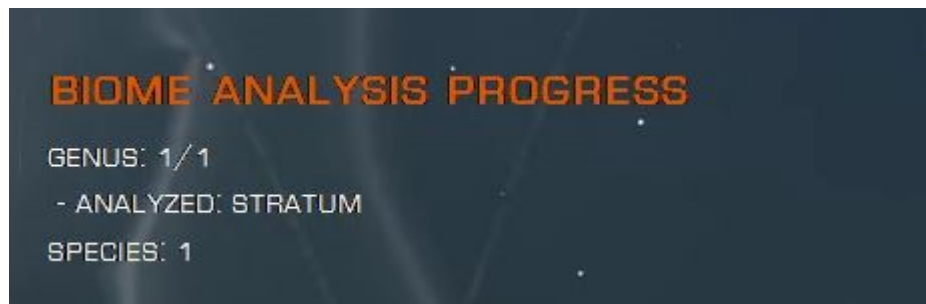 BIOME ANALYSIS PROGRESS
GENUS: 1/1
- ANALYZED: STRATUM
SPECIES: 1